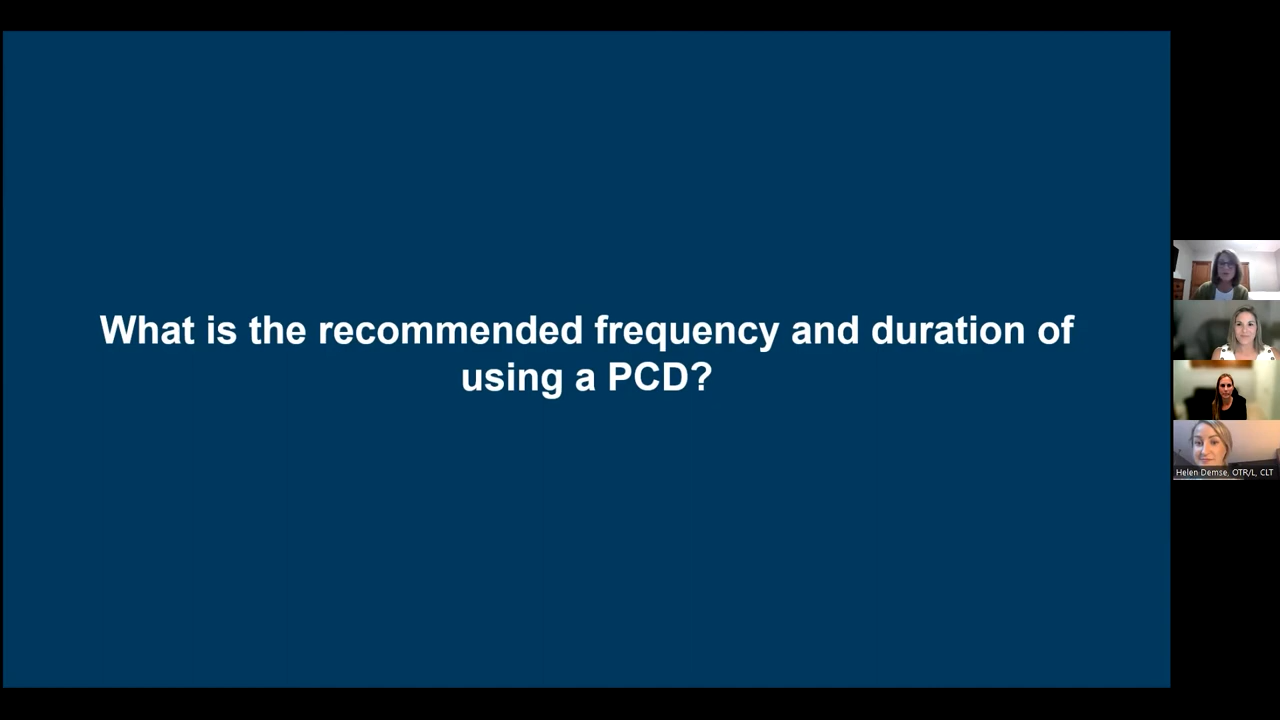 What is the recommended frequency and duration of
using a PCD?
Helen Demse, OTR/L, CLT